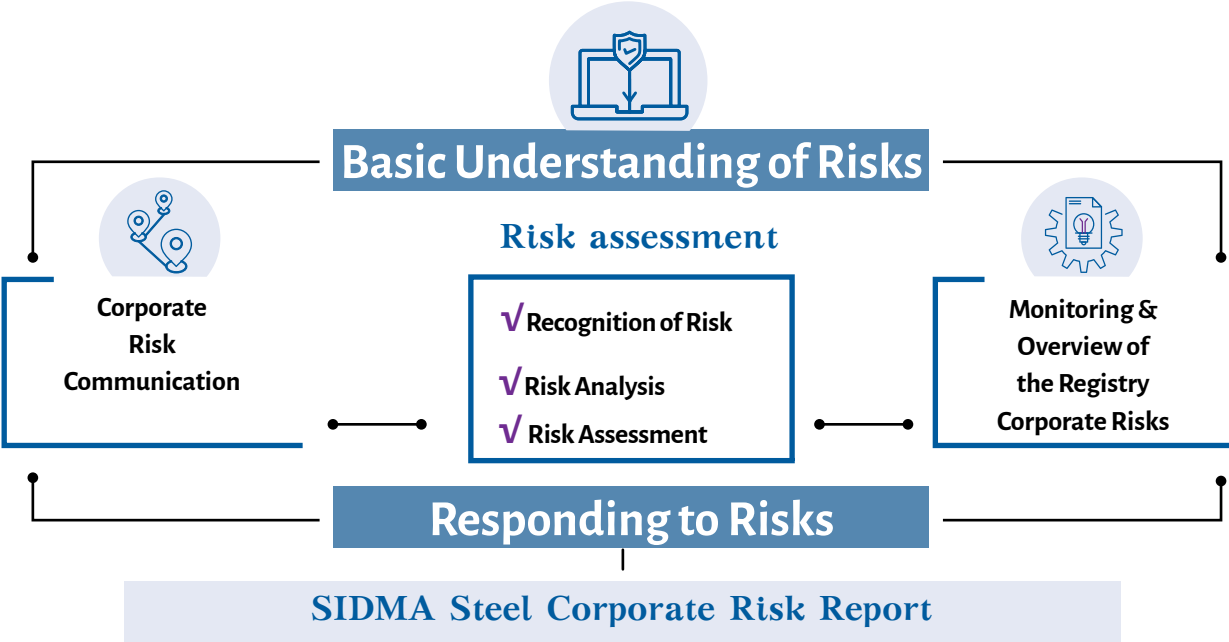 Basic Understanding of Risks
Risk assessment
Corporate
Risk
Communication
√ Recognition of Risk
√ Risk Analysis
√ Risk Assessment
Monitoring &
Overview of
the Registry
Corporate Risks
Responding to Risks
SIDMA Steel Corporate Risk Report